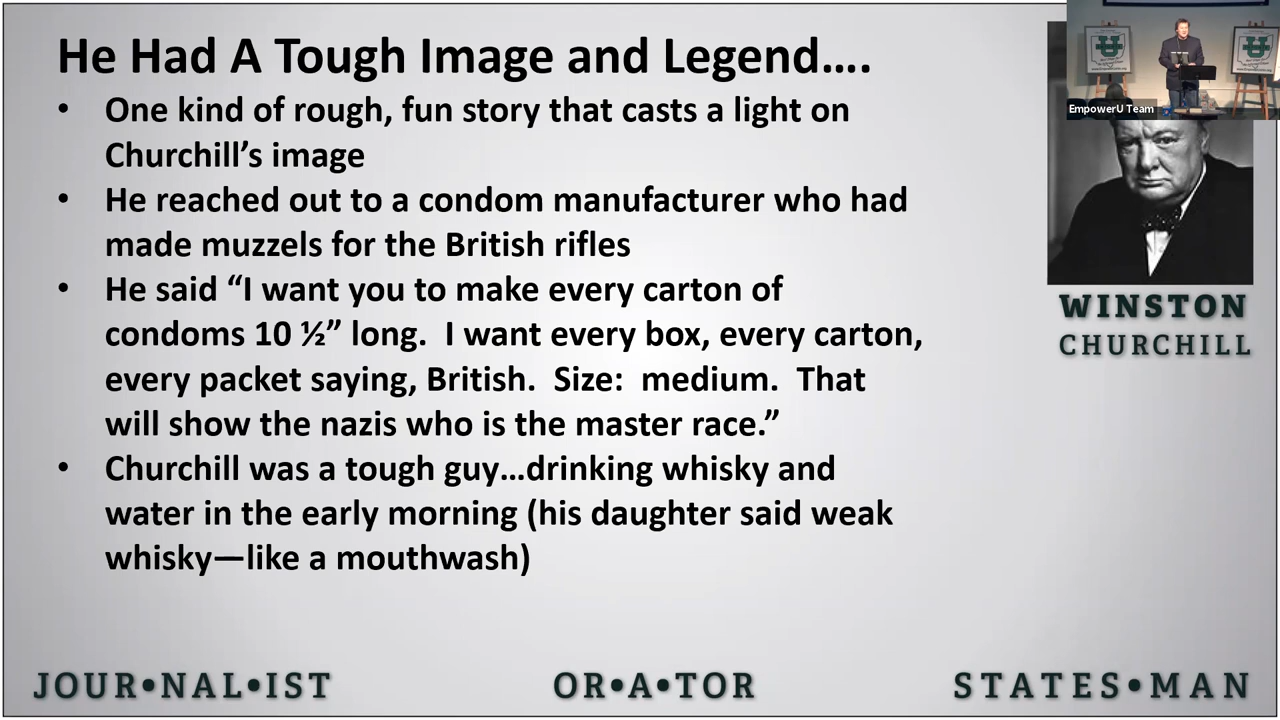 He Had A Tough Image and Legend….
• One kind of rough, fun story that casts a light on
Churchill’s image
• He reached out to a condom manufacturer who had
made muzzels for the British rifles
• He said “I want you to make every carton of
condoms 10 ½” long.  I want every box, every carton,
every packet saying, British.  Size:  medium.  That
will show the nazis who is the master race.”
• Churchill was a tough guy…drinking whisky and
water in the early morning (his daughter said weak
whisky—like a mouthwash)
EmpowerU Team
WINSTON
CHURCHILL
JOUR•NAL•IST
OR•A•TOR
STATES•MAN